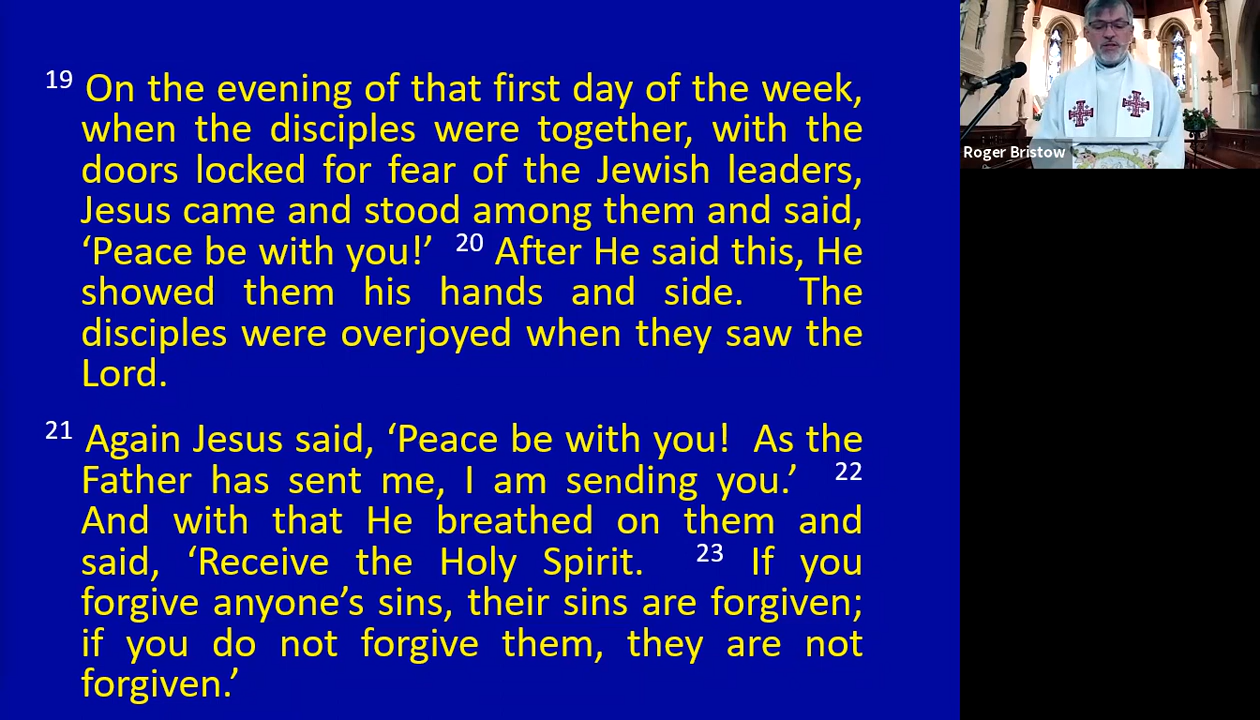 19 On the evening of that first day of the week,
when the disciples were together, with the
doors locked for fear of the Jewish leaders,
Jesus came and stood among them and said,
‘Peace be with you!’ 20 After He said this, He
showed them his hands and side. The
disciples were overjoyed when they saw the
Lord.
21 Again Jesus said, ‘Peace be with you! As the
Father has sent me, I am sending you.’ 22
And with that He breathed on them and
said, ‘Receive the Holy Spirit. 23 If you
forgive anyone’s sins, their sins are forgiven;
if you do not forgive them, they are not
forgiven.’
Roger Bristow